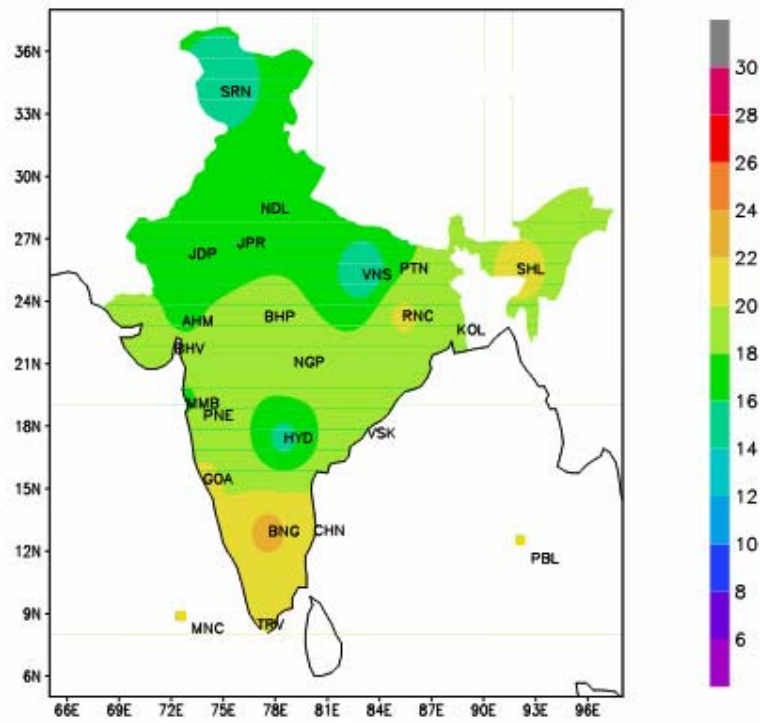 36N
33N
30N
27N
24N
21N
18N
15N
12N
9N
6N
66E 69E 72E 75E 78E 81E 84E 87E 90E 93E 96E
SRN
NDL
JPR
JDP
VNS
PTN
SHL
AHM
BHP
RNC
KOL
BHV
NGP
MMB
PNE
HYD
VSK
GOA
BNG
CHN
PBL
MNC
TRV
30
28
26
24
22
20
18
16
14
12
10
8
6